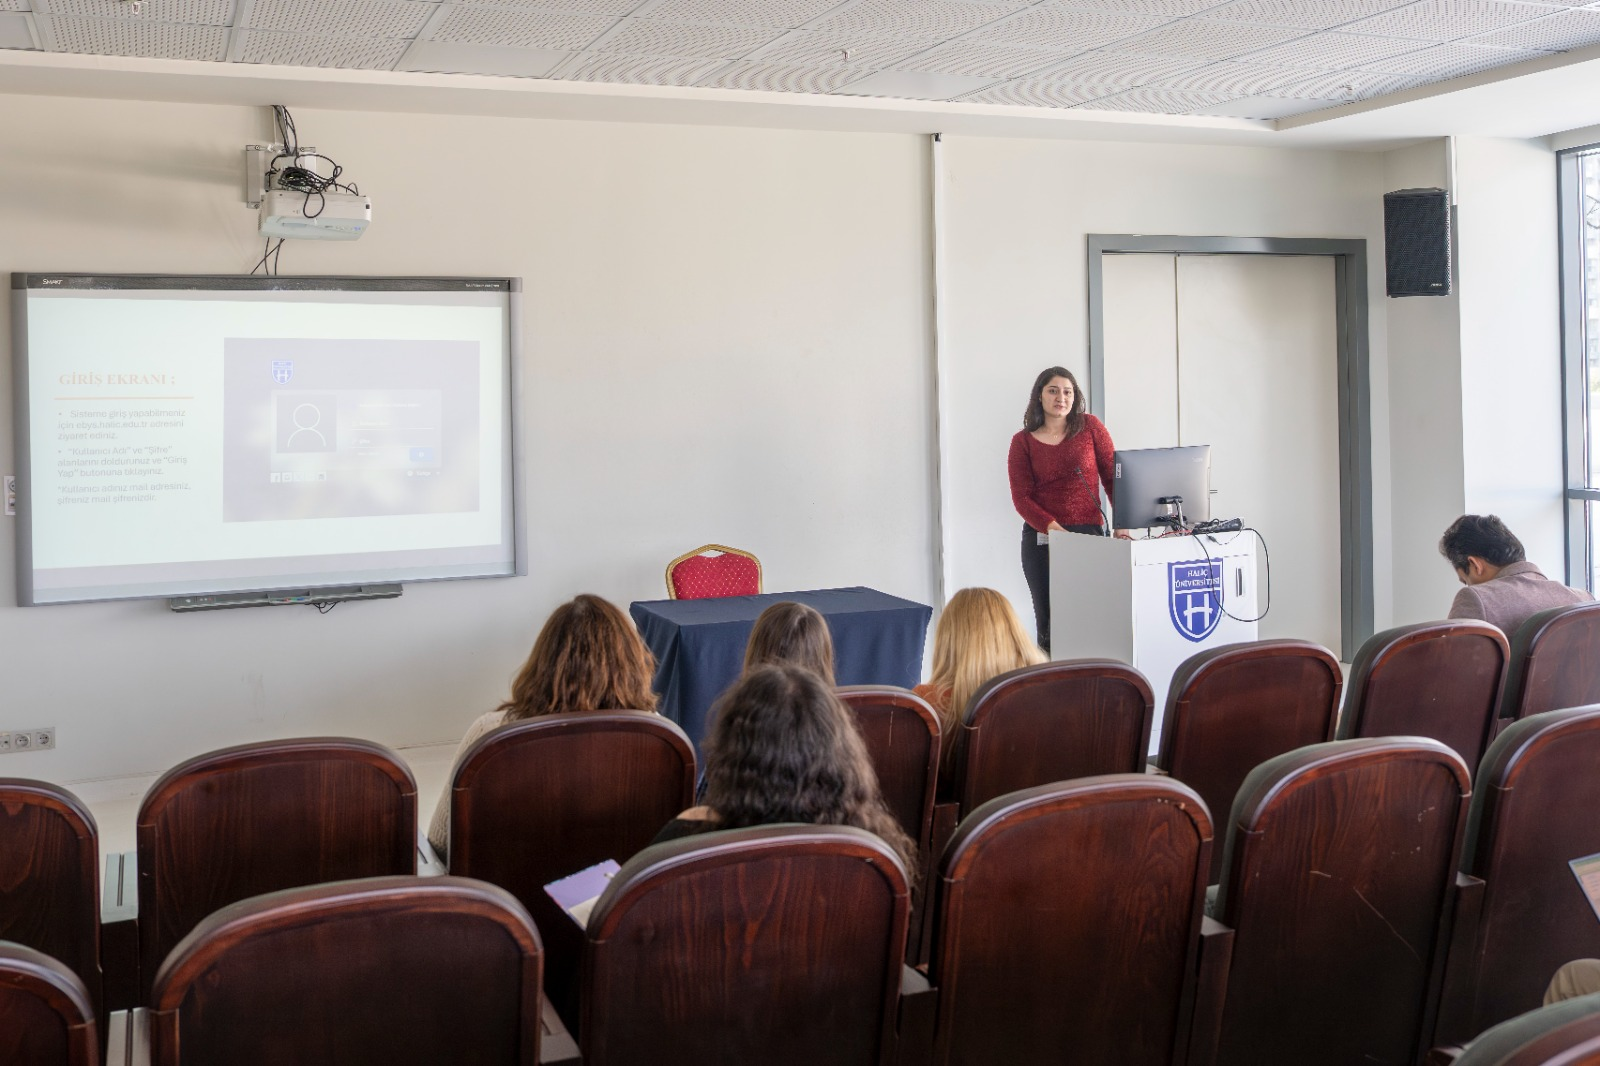 SMART
GİRİŞ EKRANI :
• Sisteme giriş yapabilmeniz
için ebys.halic.edu.tr adresini
ziyaret ediniz.
• "Kullanıcı Adı" ve "Şifre"
alanlarını doldurunuz ve "Giriş
Yap" butonuna tıklayınız.
*Kullanıcı adınız mail adresiniz,
şifreniz mail şifrenizdir.
HALİÇ
ÜNİVERSİTESİ